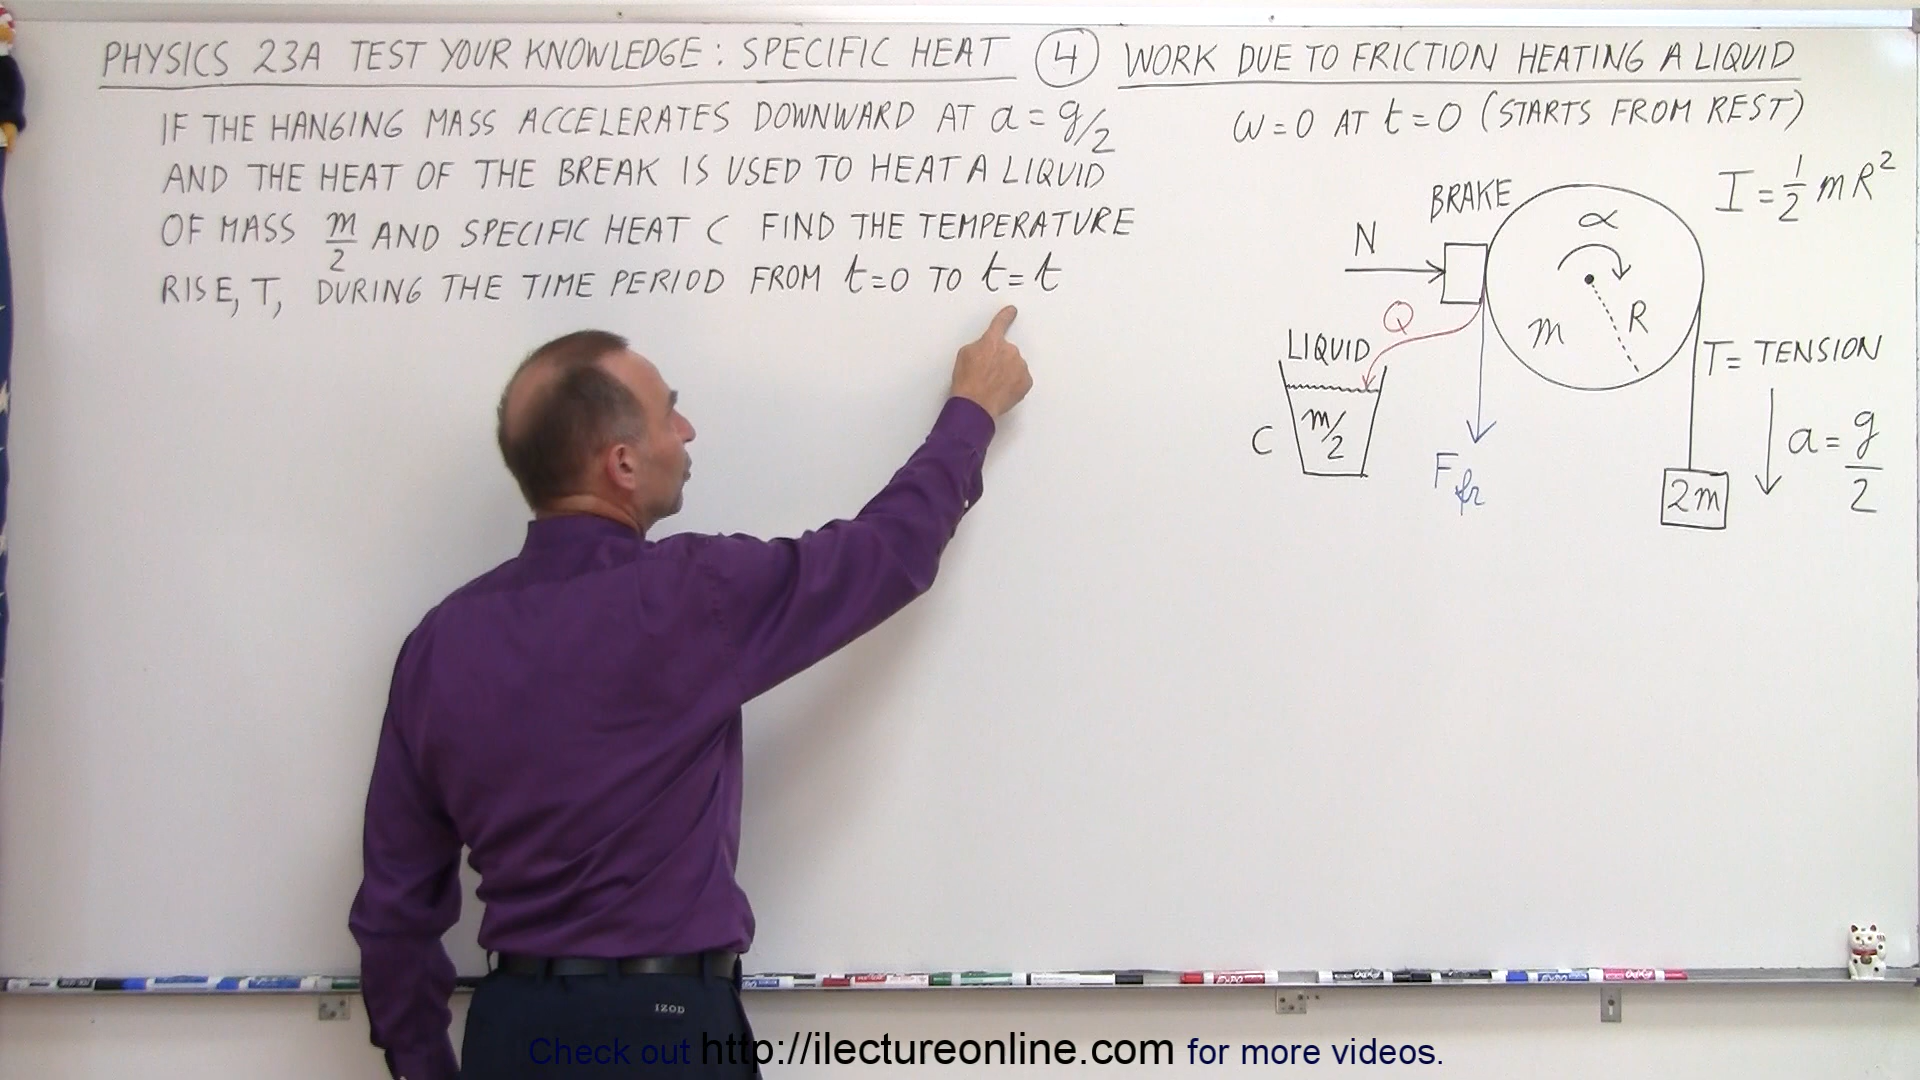 PHYSICS 23A TEST YOUR KNOWLEDGE: SPECIFIC HEAT 4 WORK DUE TO FRICTION HEATING A LIQUID
IF THE HANGING MASS ACCELERATES DOWNWARD AT a = g/2
AND THE HEAT OF THE BREAK IS USED TO HEAT A LIQUID
OF MASS m/2 AND SPECIFIC HEAT C FIND THE TEMPERATURE
RISE, T, DURING THE TIME PERIOD FROM t=0 TO t=t
ω=0 AT t=0 (STARTS FROM REST)
I = 1/2 mR²
BRAKE
α
N
R
m
Q
LIQUID
T = TENSION
m/2
C
a = g/2
Ffr
2m
EXPO
IZOD
Check out http://ilectureonline.com for more videos.